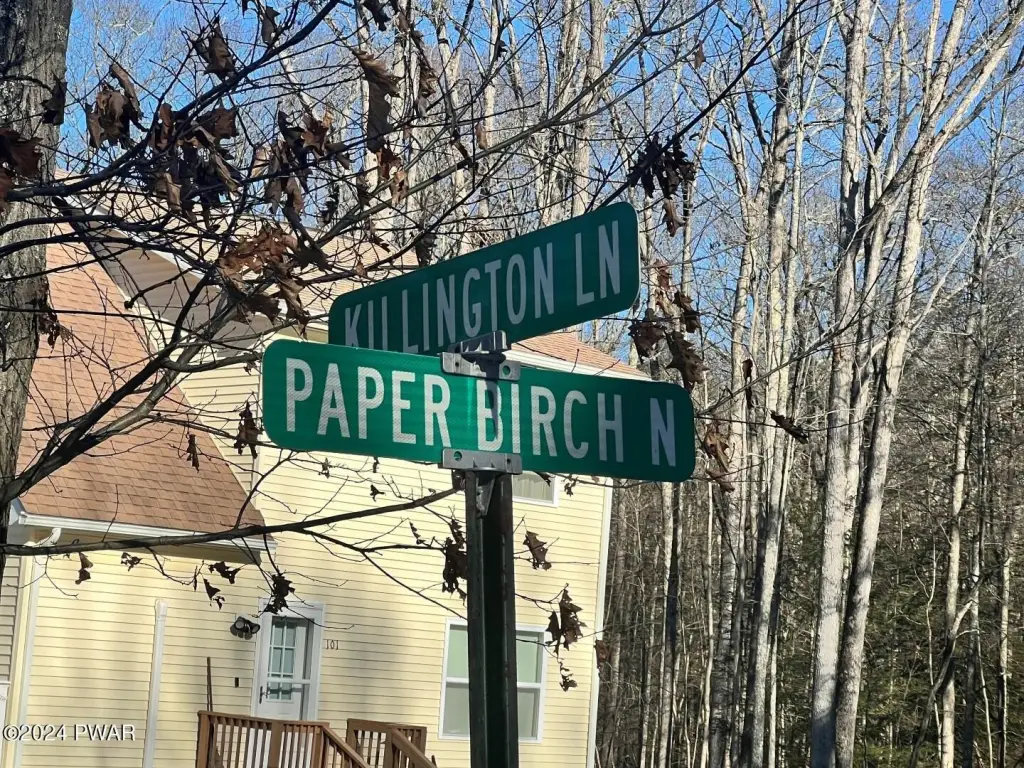 KILLINGTON LN
PAPER BIRCH N
101
©2024 PWAR